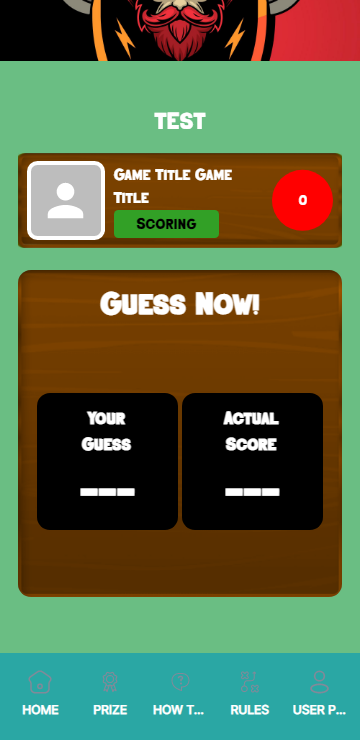 TEST
Game Title Game
Title
Scoring
0
Guess Now!
Your
Guess
Actual
Score
---
---
HOME
PRIZE
HOW T...
RULES
USER P...